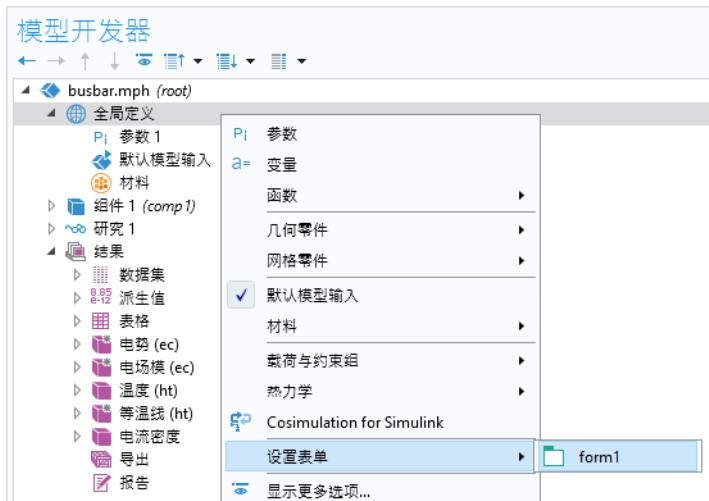 模型开发器
busbar.mph (root)
全局定义
Pi 参数 1
默认模型输入
材料
组件 1 (comp1)
研究 1
结果
数据集
8.85
e-12
派生值
表格
电势 (ec)
电场模 (ec)
温度 (ht)
等温线 (ht)
电流密度
导出
报告
Pi 参数
a= 变量
函数
几何零件
网格零件
默认模型输入
材料
载荷与约束组
热力学
Cosimulation for Simulink
设置表单
显示更多选项...
form1